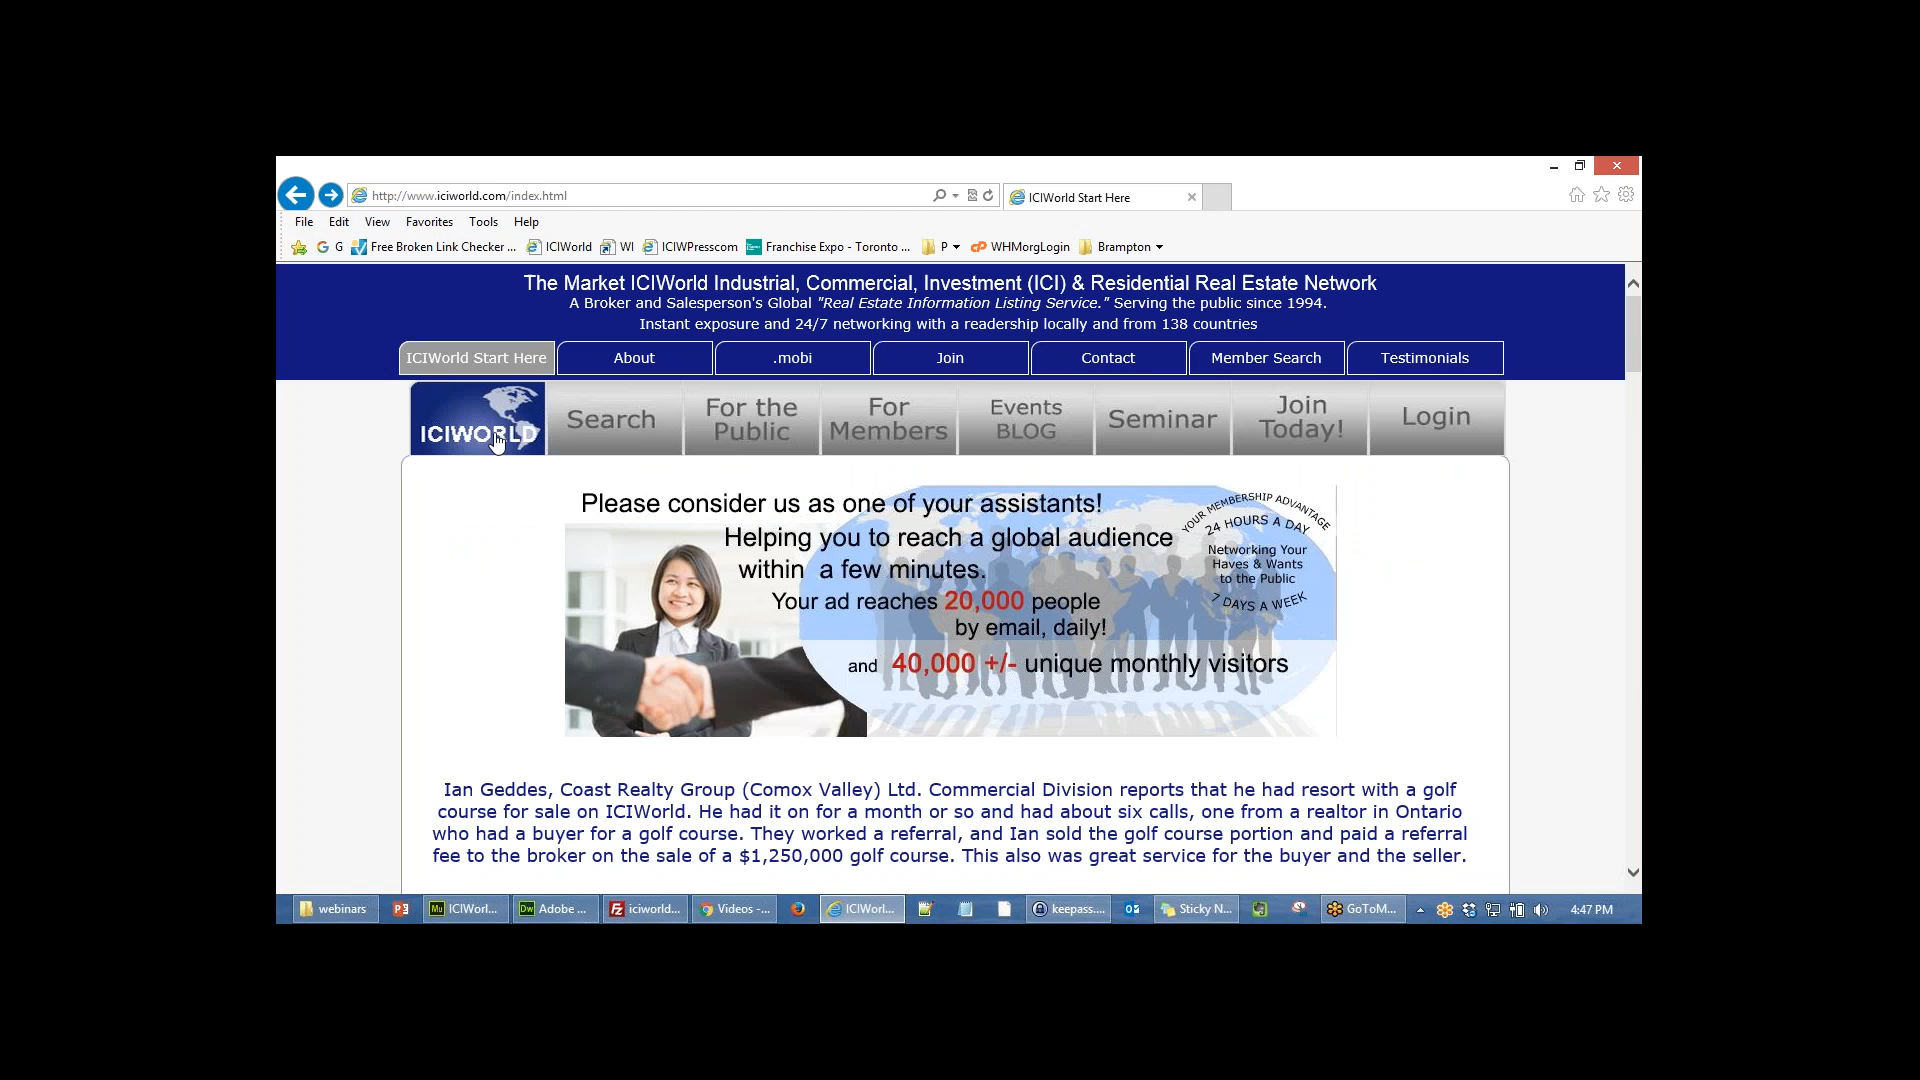 http://www.iciworld.com/index.html
ICIWorld Start Here
File Edit View Favorites Tools Help
G Free Broken Link Checker ... ICIWorld WI ICIWPresscom Franchise Expo - Toronto ... P WHMorgLogin Brampton
The Market ICIWorld Industrial, Commercial, Investment (ICI) & Residential Real Estate Network
A Broker and Salesperson's Global "Real Estate Information Listing Service." Serving the public since 1994.
Instant exposure and 24/7 networking with a readership locally and from 138 countries
ICIWorld Start Here About .mobi Join Contact Member Search Testimonials
ICIWORLD Search For the Public For Members Events BLOG Seminar Join Today! Login
Please consider us as one of your assistants!
Helping you to reach a global audience
within a few minutes.
Your ad reaches 20,000 people
by email, daily!
and 40,000 +/- unique monthly visitors
YOUR MEMBERSHIP ADVANTAGE
24 HOURS A DAY
Networking Your
Haves & Wants
to the Public
7 DAYS A WEEK
Ian Geddes, Coast Realty Group (Comox Valley) Ltd. Commercial Division reports that he had resort with a golf
course for sale on ICIWorld. He had it on for a month or so and had about six calls, one from a realtor in Ontario
who had a buyer for a golf course. They worked a referral, and Ian sold the golf course portion and paid a referral
fee to the broker on the sale of a $1,250,000 golf course. This also was great service for the buyer and the seller.
webinars ICIWorl... Adobe ... iciworld... Videos -... ICIWorl... keepass.... Sticky N... GoToM... 4:47 PM